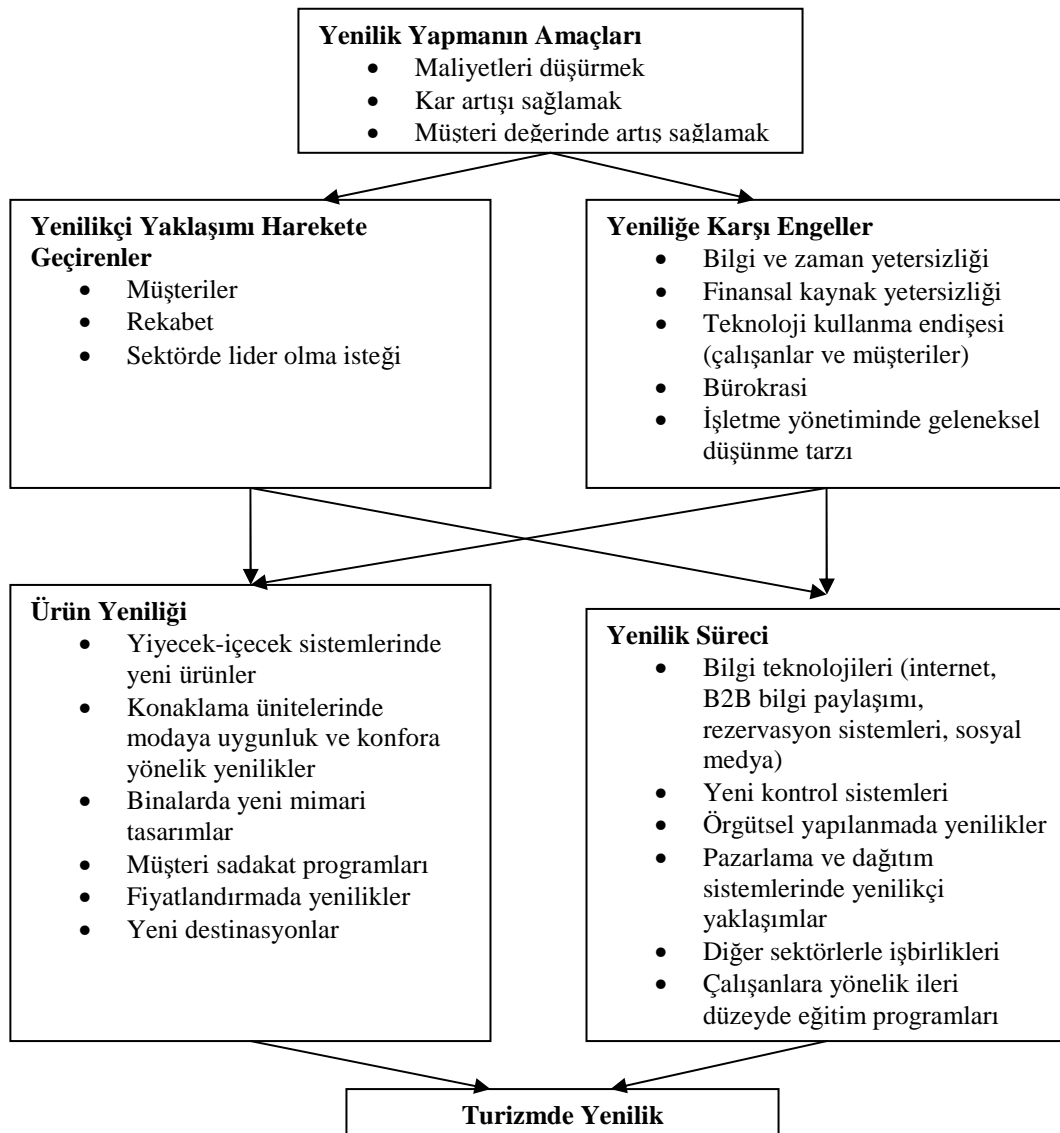 Yenilik Yapmanın Amaçları
• Maliyetleri düşürmek
• Kar artışı sağlamak
• Müşteri değerinde artış sağlamak
Yenilikçi Yaklaşımı Harekete
Geçirenler
• Müşteriler
• Rekabet
• Sektörde lider olma isteği
Yeniliğe Karşı Engeller
• Bilgi ve zaman yetersizliği
• Finansal kaynak yetersizliği
• Teknoloji kullanma endişesi
(çalışanlar ve müşteriler)
• Bürokrasi
• İşletme yönetiminde geleneksel
düşünme tarzı
Ürün Yeniliği
• Yiyecek-içecek sistemlerinde
yeni ürünler
• Konaklama ünitelerinde
modaya uygunluk ve konfora
yönelik yenilikler
• Binalarda yeni mimari
tasarımlar
• Müşteri sadakat programları
• Fiyatlandırmada yenilikler
• Yeni destinasyonlar
Yenilik Süreci
• Bilgi teknolojileri (internet,
B2B bilgi paylaşımı,
rezervasyon sistemleri, sosyal
medya)
• Yeni kontrol sistemleri
• Örgütsel yapılanmada yenilikler
• Pazarlama ve dağıtım
sistemlerinde yenilikçi
yaklaşımlar
• Diğer sektörlerle işbirlikleri
• Çalışanlara yönelik ileri
düzeyde eğitim programları
Turizmde Yenilik